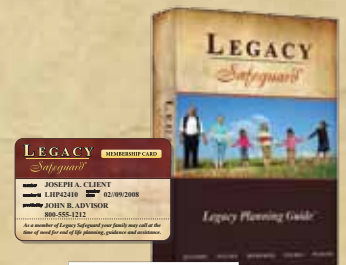 LEGACY
Safeguard
LEGACY
Safeguard
MEMBERSHIP CARD
JOSEPH A. CLIENT
LHP42410 02//09/2008
JOHN B. ADVISOR
800-555-1212
As a member of Legacy Safeguard your family may call at the
time of need for end of life planning, guidance and assistance.
Legacy Planning Guide